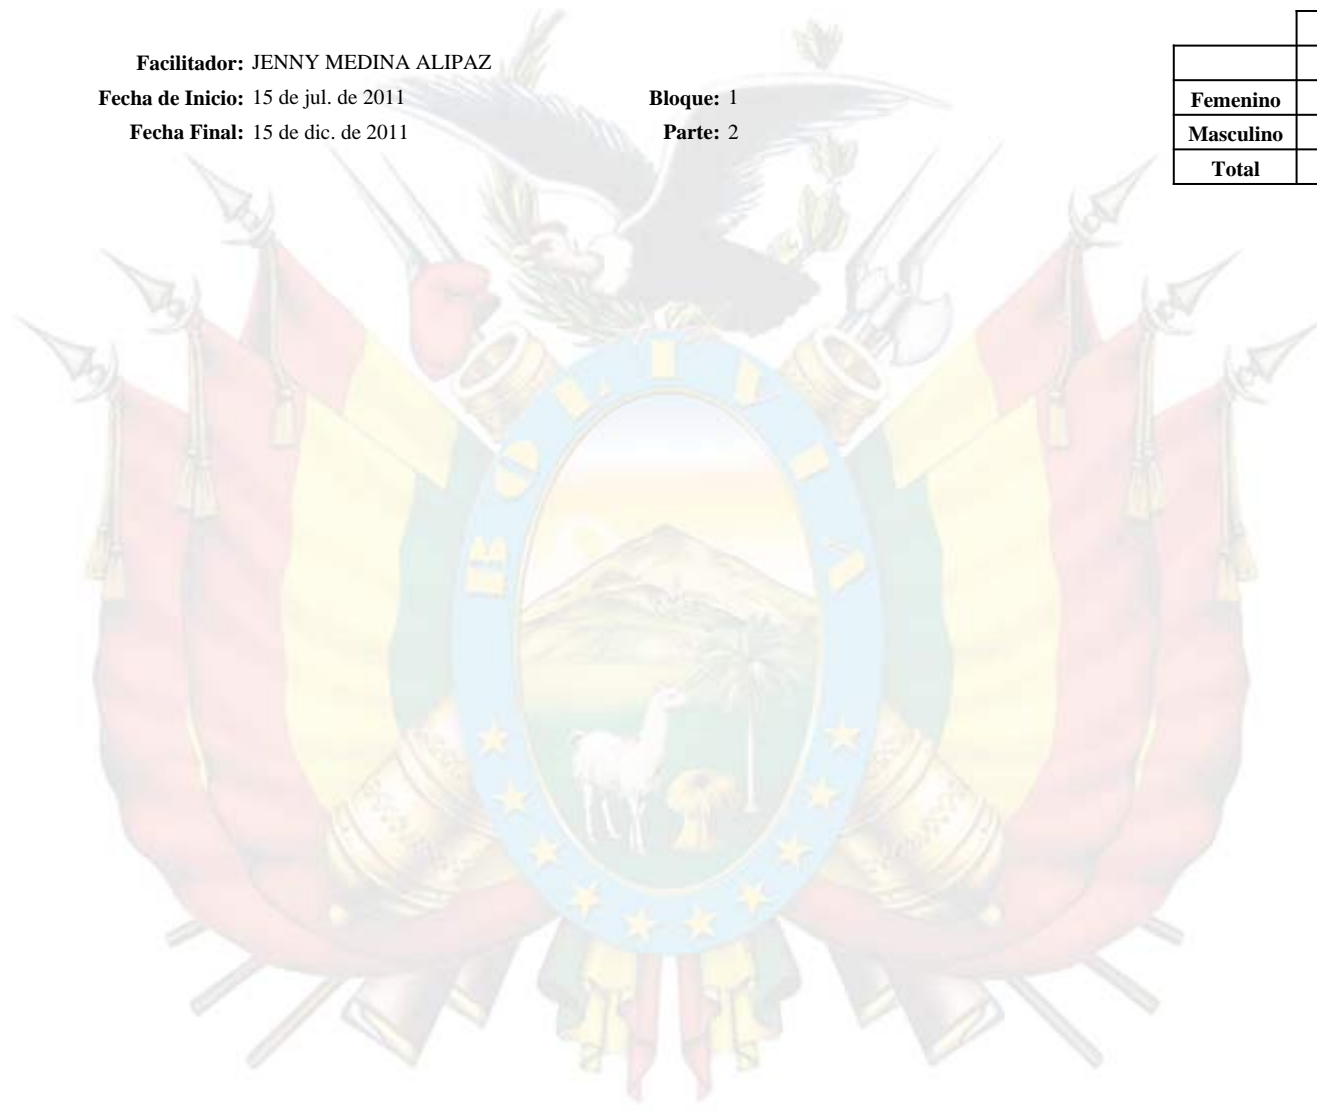 Facilitador: JENNY MEDINA ALIPAZ
Fecha de Inicio: 15 de jul. de 2011 Bloque: 1
Fecha Final: 15 de dic. de 2011 Parte: 2
Femenino
Masculino
Total
BOLIVIA